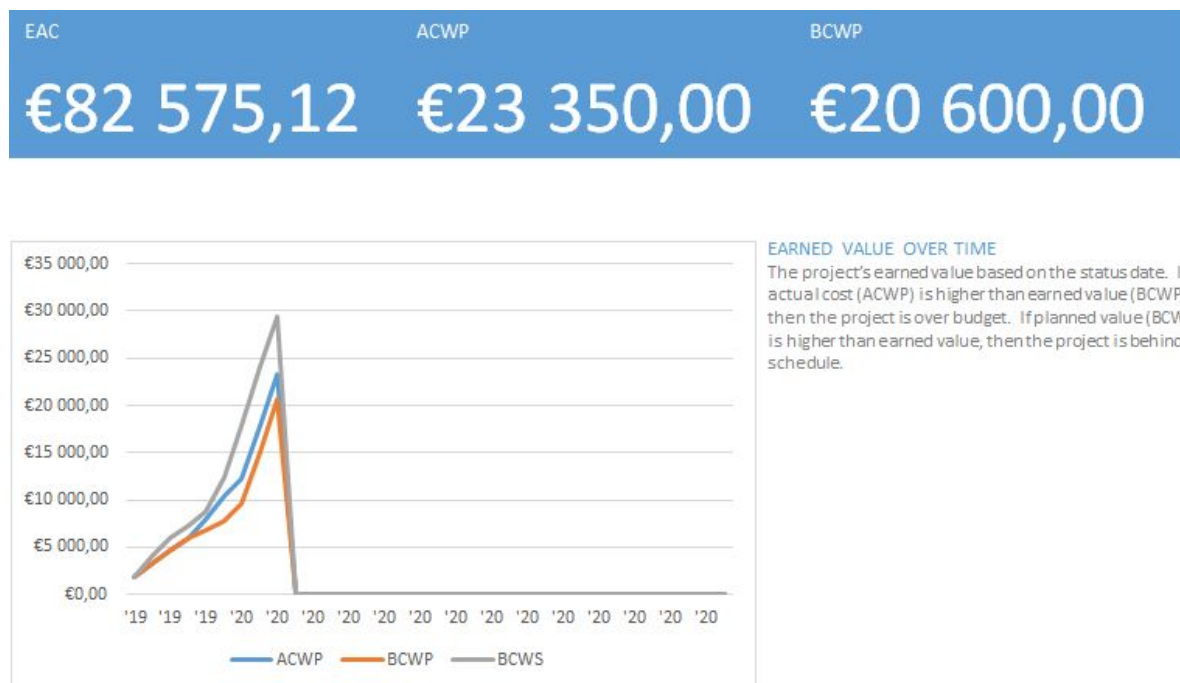 EAC ACWP BCWP
€82 575,12 €23 350,00 €20 600,00
EARNED VALUE OVER TIME
The project's earned value based on the status date.
actual cost (ACWP) is higher than earned value (BCWP
then the project is over budget. If planned value (BCW
is higher than earned value, then the project is behind
schedule.
€35 000,00
€30 000,00
€25 000,00
€20 000,00
€15 000,00
€10 000,00
€5 000,00
€0,00
'19 '19 '19 '20 '20 '20 '20 '20 '20 '20 '20 '20 '20 '20 '20 '20 '20
ACWP BCWP BCWS